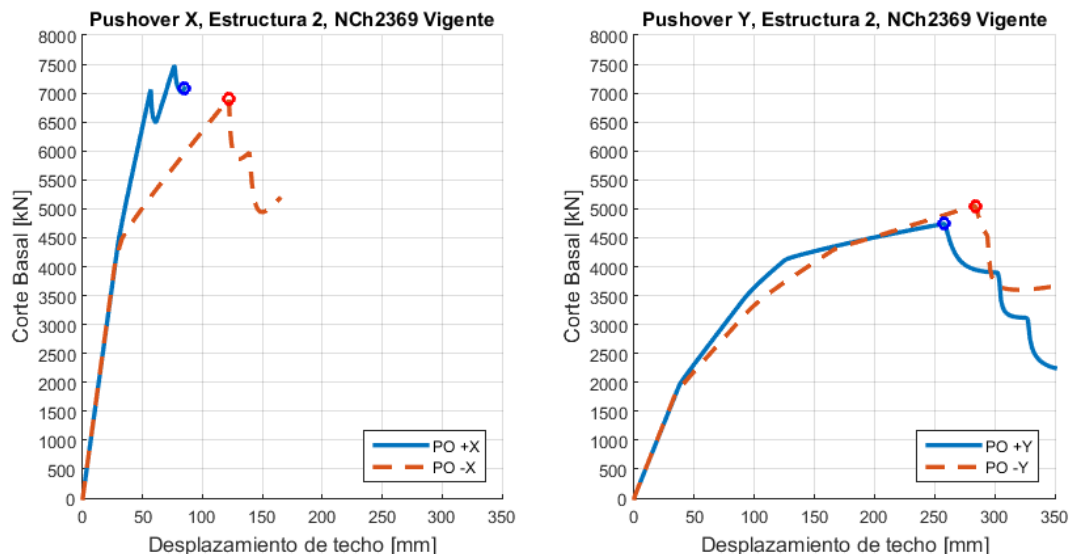 Pushover X, Estructura 2, NCh2369 Vigente
8000
7500
7000
6500
6000
5500
5000
4500
4000
3500
3000
2500
2000
1500
1000
500
0
Corte Basal [kN]
0 50 100 150 200 250 300 350
Desplazamiento de techo [mm]
PO +X
PO -X
Pushover Y, Estructura 2, NCh2369 Vigente
8000
7500
7000
6500
6000
5500
5000
4500
4000
3500
3000
2500
2000
1500
1000
500
0
Corte Basal [kN]
0 50 100 150 200 250 300 350
Desplazamiento de techo [mm]
PO +Y
PO -Y